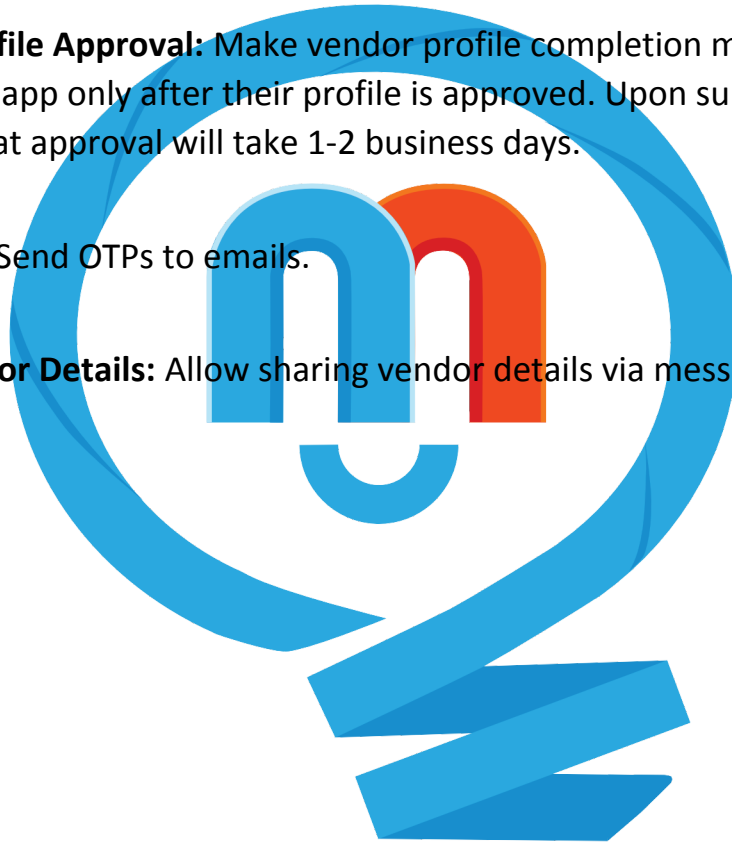 file Approval: Make vendor profile completion m
app only after their profile is approved. Upon su
at approval will take 1-2 business days.
Send OTPs to emails.
or Details: Allow sharing vendor details via mess